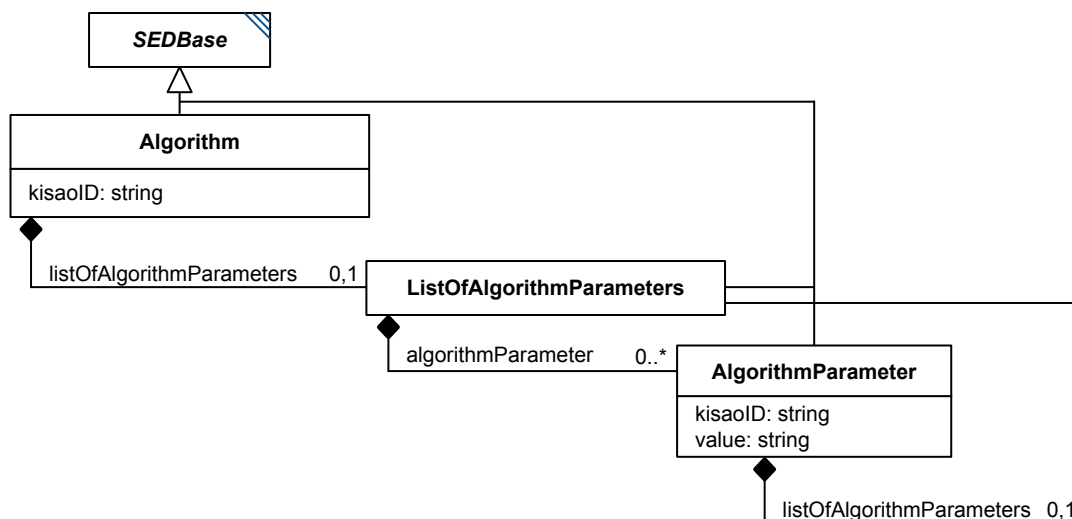 SEDBase
Algorithm
kisaoID: string
listOfAlgorithmParameters 0,1
ListOfAlgorithmParameters
algorithmParameter 0..*
AlgorithmParameter
kisaoID: string
value: string
listOfAlgorithmParameters 0,1